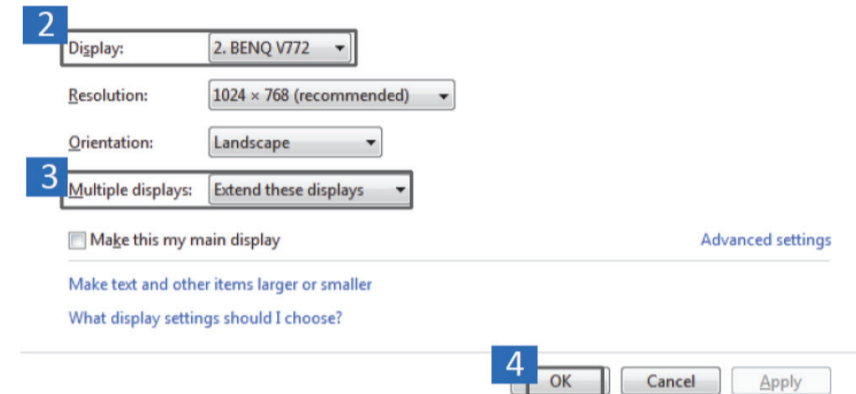 2
Display: 2. BENQ V772
Resolution: 1024 × 768 (recommended)
Orientation: Landscape
3
Multiple displays: Extend these displays
Make this my main display Advanced settings
Make text and other items larger or smaller
What display settings should I choose?
4
OK Cancel Apply